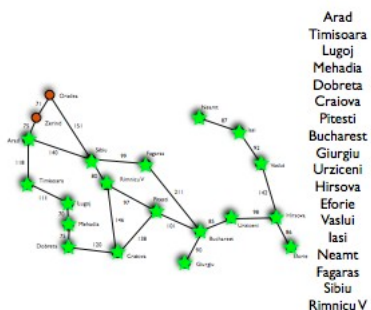 Arad
Timisoara
Lugoj
Mehadia
Dobreta
Craiova
Pitesti
Bucharest
Giurgiu
Urziceni
Hirsova
Eforie
Vaslui
Iasi
Neamt
Fagaras
Sibiu
Rimnicu V
Oradea
71
Zerind
75
151
Arad
140
Sibiu
99
Fagaras
118
80
Rimnicu V
Timisoara
111
Lugoj
70
Mehadia
75
Dobreta
120
Craiova
146
97
Pitesti
138
101
211
Bucharest
90
Giurgiu
85
Urziceni
98
Hirsova
86
Eforie
142
Vaslui
92
Iasi
87
Neamt